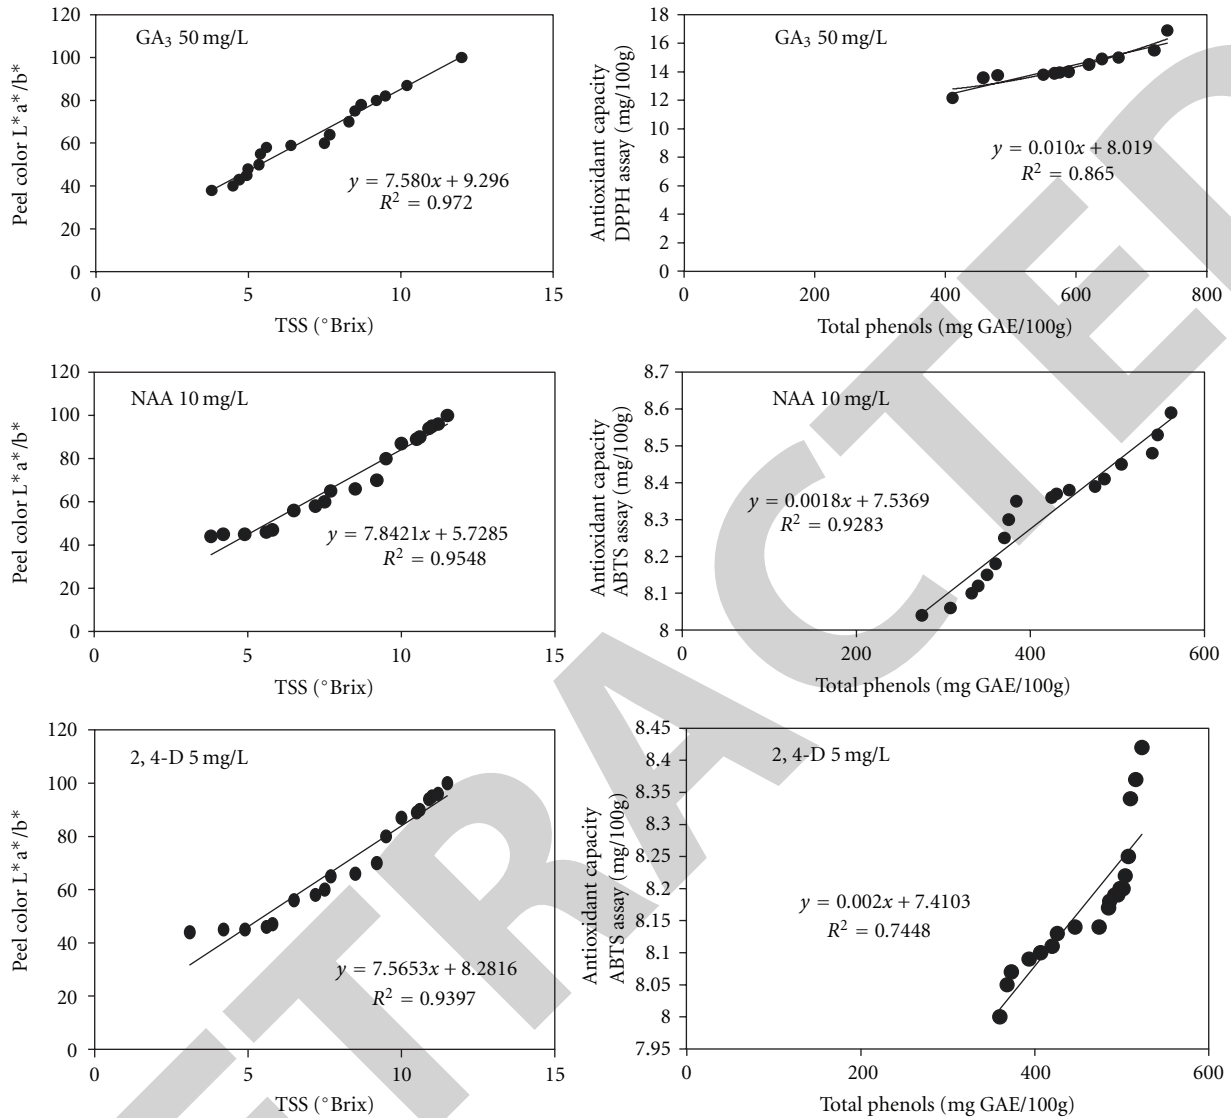 GA₃ 50 mg/L
Peel color L*a*/b*
120
100
80
60
40
20
0
y = 7.580x + 9.296
R² = 0.972
0 5 10 15
TSS (°Brix)
GA₃ 50 mg/L
Antioxidant capacity
DPPH assay (mg/100g)
18
16
14
12
10
8
6
4
2
0
y = 0.010x + 8.019
R² = 0.865
0 200 400 600 800
Total phenols (mg GAE/100g)
NAA 10 mg/L
Peel color L*a*/b*
120
100
80
60
40
20
0
y = 7.8421x + 5.7285
R² = 0.9548
0 5 10 15
TSS (°Brix)
NAA 10 mg/L
Antioxidant capacity
ABTS assay (mg/100g)
8.7
8.6
8.5
8.4
8.3
8.2
8.1
8
y = 0.0018x + 7.5369
R² = 0.9283
0 200 400 600
Total phenols (mg GAE/100g)
2, 4-D 5 mg/L
Peel color L*a*/b*
120
100
80
60
40
20
0
y = 7.5653x + 8.2816
R² = 0.9397
0 5 10 15
TSS (°Brix)
2, 4-D 5 mg/L
Antioxidant capacity
ABTS assay (mg/100g)
8.45
8.4
8.35
8.3
8.25
8.2
8.15
8.1
8.05
8
7.95
y = 0.002x + 7.4103
R² = 0.7448
0 200 400 600
Total phenols (mg GAE/100g)
ETRACTED